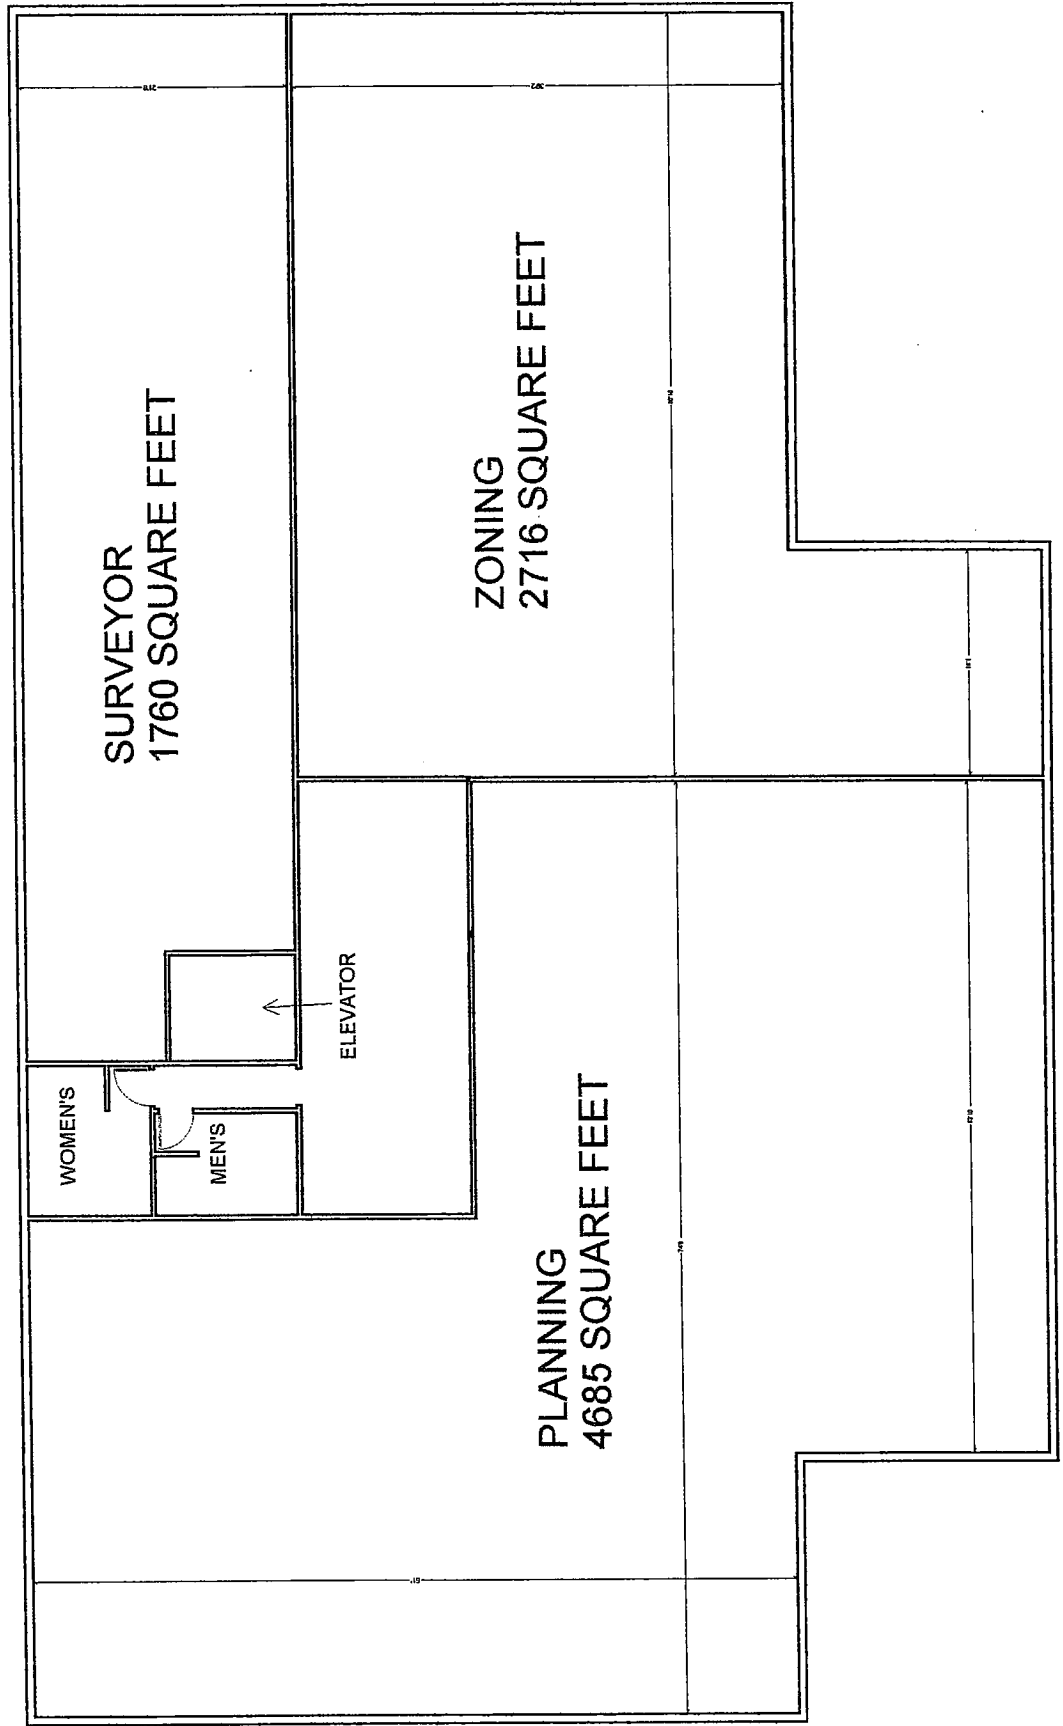 SURVEYOR
1760 SQUARE FEET
ZONING
2716 SQUARE FEET
WOMEN'S
MEN'S
ELEVATOR
PLANNING
4685 SQUARE FEET